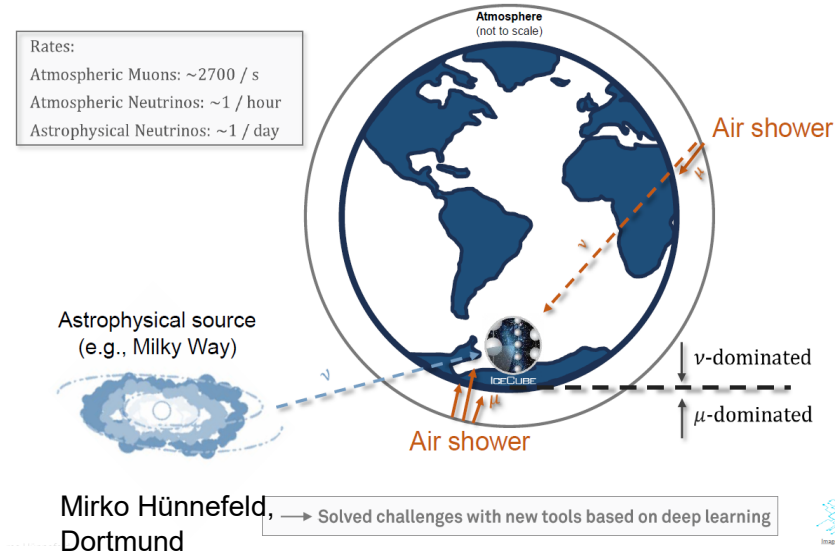 Atmosphere
(not to scale)
Rates:
Atmospheric Muons: ~2700 / s
Atmospheric Neutrinos: ~1 / hour
Astrophysical Neutrinos: ~1 / day
Air shower
μ
ν
Astrophysical source
(e.g., Milky Way)
ν
ICECUBE
μ
Air shower
ν-dominated
μ-dominated
Mirko Hünnefeld,
Dortmund
→ Solved challenges with new tools based on deep learning